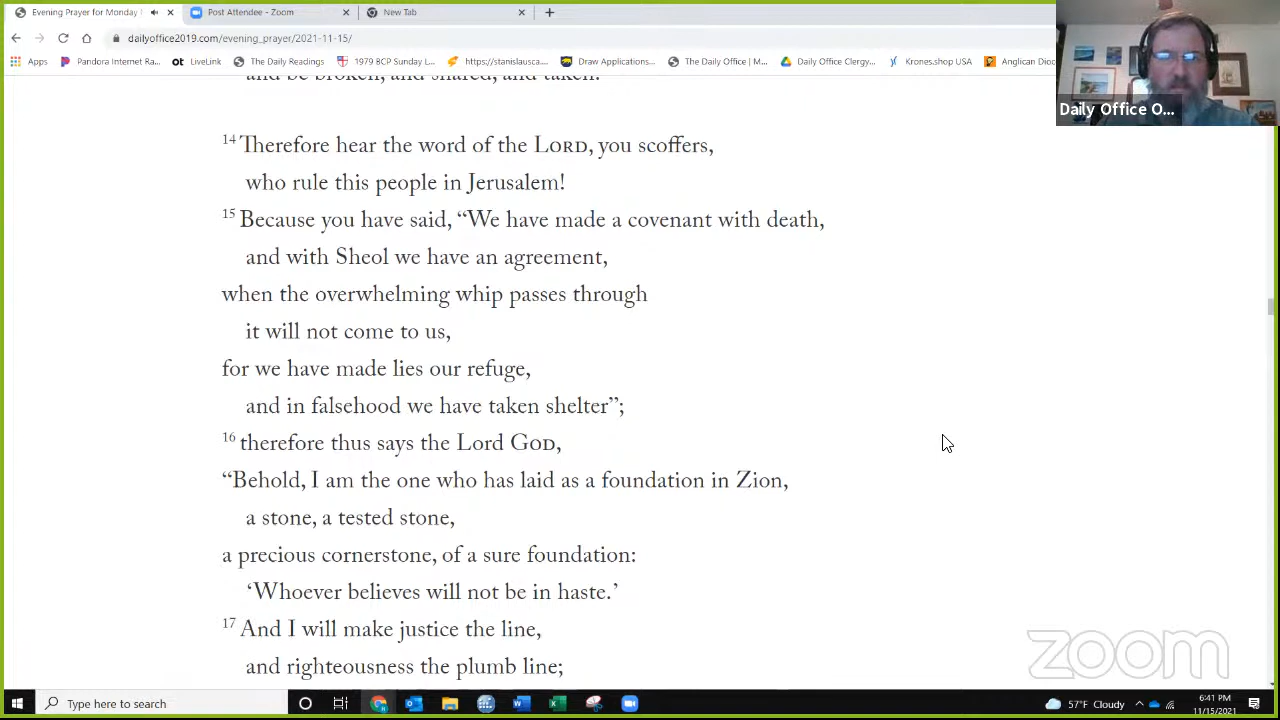 Evening Prayer for Monday
Post Attendee - Zoom
New Tab
dailyoffice2019.com/evening_prayer/2021-11-15/
Apps
Pandora Internet Ra...
ot LiveLink
The Daily Readings
1979 BCP Sunday L...
https://stanislausca...
Draw Applications...
The Daily Office | M...
Daily Office Clergy...
Krones.shop USA
Anglican Dioc
Daily Office O...
and be broken, and snared, and taken.
14 Therefore hear the word of the LORD, you scoffers,
who rule this people in Jerusalem!
15 Because you have said, “We have made a covenant with death,
and with Sheol we have an agreement,
when the overwhelming whip passes through
it will not come to us,
for we have made lies our refuge,
and in falsehood we have taken shelter”;
16 therefore thus says the Lord GOD,
“Behold, I am the one who has laid as a foundation in Zion,
a stone, a tested stone,
a precious cornerstone, of a sure foundation:
‘Whoever believes will not be in haste.’
17 And I will make justice the line,
and righteousness the plumb line;
zoom
Type here to search
57°F Cloudy
6:41 PM
11/15/2021